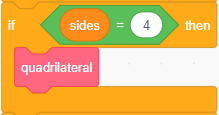 if sides = 4 then
quadrilateral